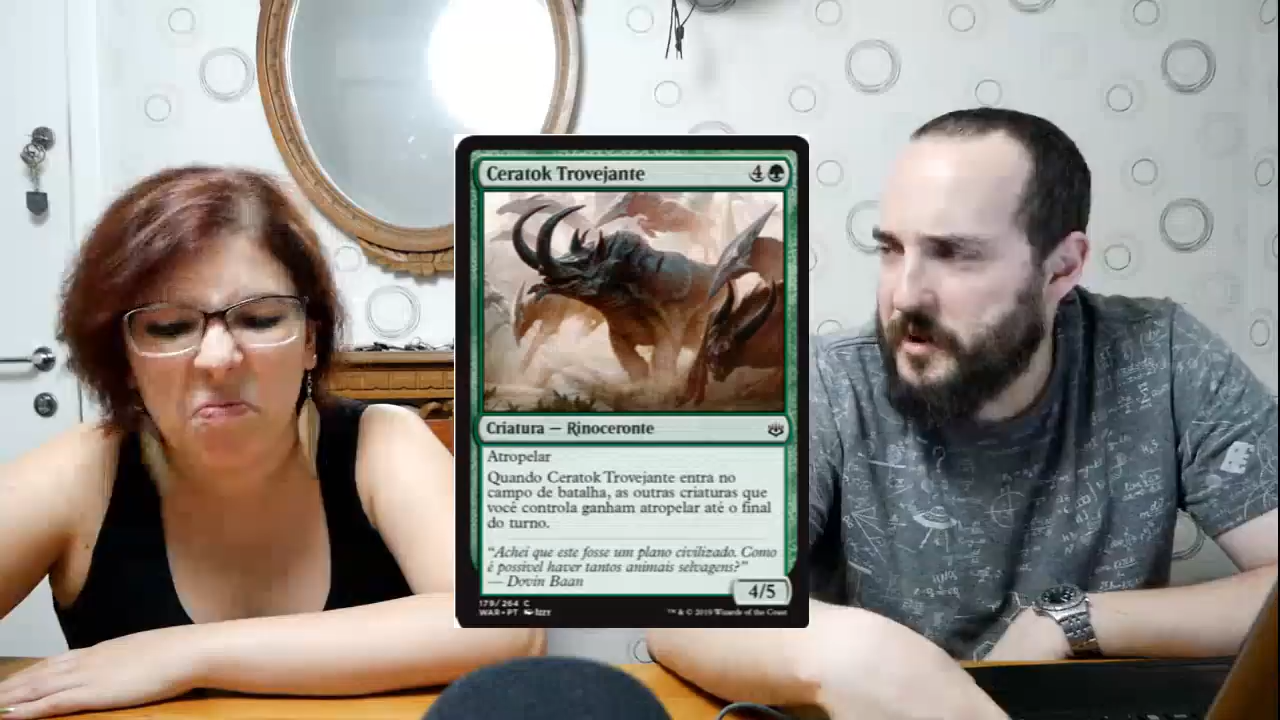 Ceratok Trovejante 4
Criatura — Rinoceronte
Atropelar
Quando Ceratok Trovejante entra no
campo de batalha, as outras criaturas que
você controla ganham atropelar até o final
do turno.
“Achei que este fosse um plano civilizado. Como
é possível haver tantos animais selvagens?”
— Dovin Baan
4/5
179/264 C
WAR • PT Izzy
™ & © 2019 Wizards of the Coast